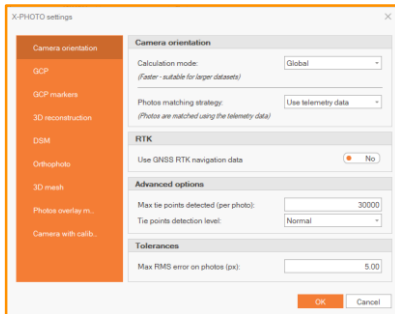 X-PHOTO settings
Camera orientation
GCP
GCP markers
3D reconstruction
DSM
Orthophoto
3D mesh
Photos overlay m..
Camera with calib..
Camera orientation
Calculation mode: Global
(Faster - suitable for larger datasets)
Photos matching strategy: Use telemetry data
(Photos are matched using the telemetry data)
RTK
Use GNSS RTK navigation data No
Advanced options
Max tie points detected (per photo): 30000
Tie points detection level: Normal
Tolerances
Max RMS error on photos (px): 5.00
OK Cancel